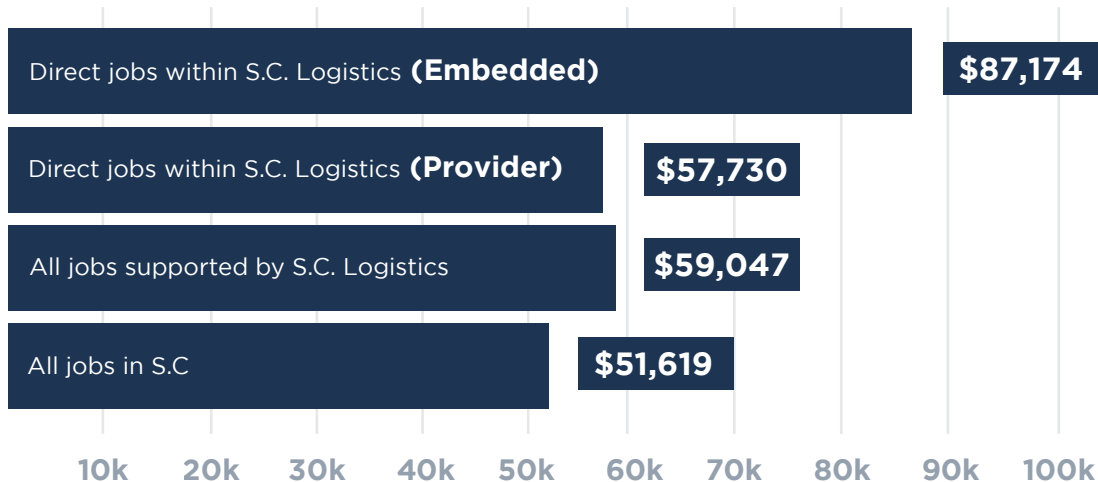 Direct jobs within S.C. Logistics (Embedded) $87,174
Direct jobs within S.C. Logistics (Provider) $57,730
All jobs supported by S.C. Logistics $59,047
All jobs in S.C $51,619
10k 20k 30k 40k 50k 60k 70k 80k 90k 100k